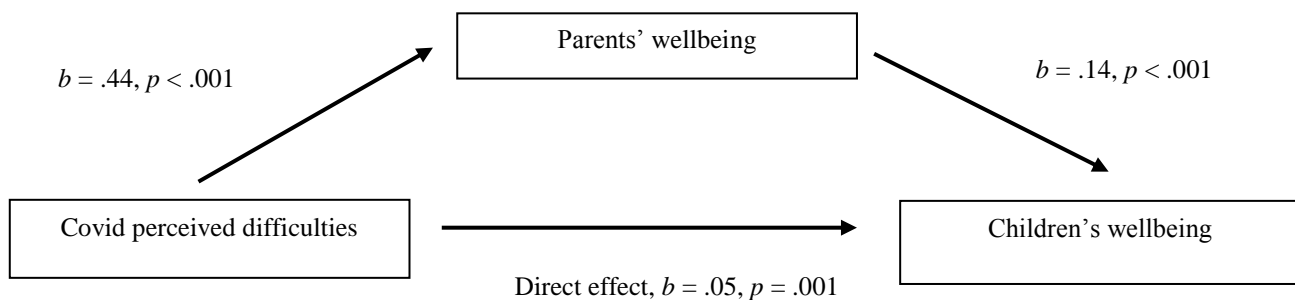 Parents’ wellbeing
b = .44, p < .001
b = .14, p < .001
Covid perceived difficulties
Children’s wellbeing
Direct effect, b = .05, p = .001